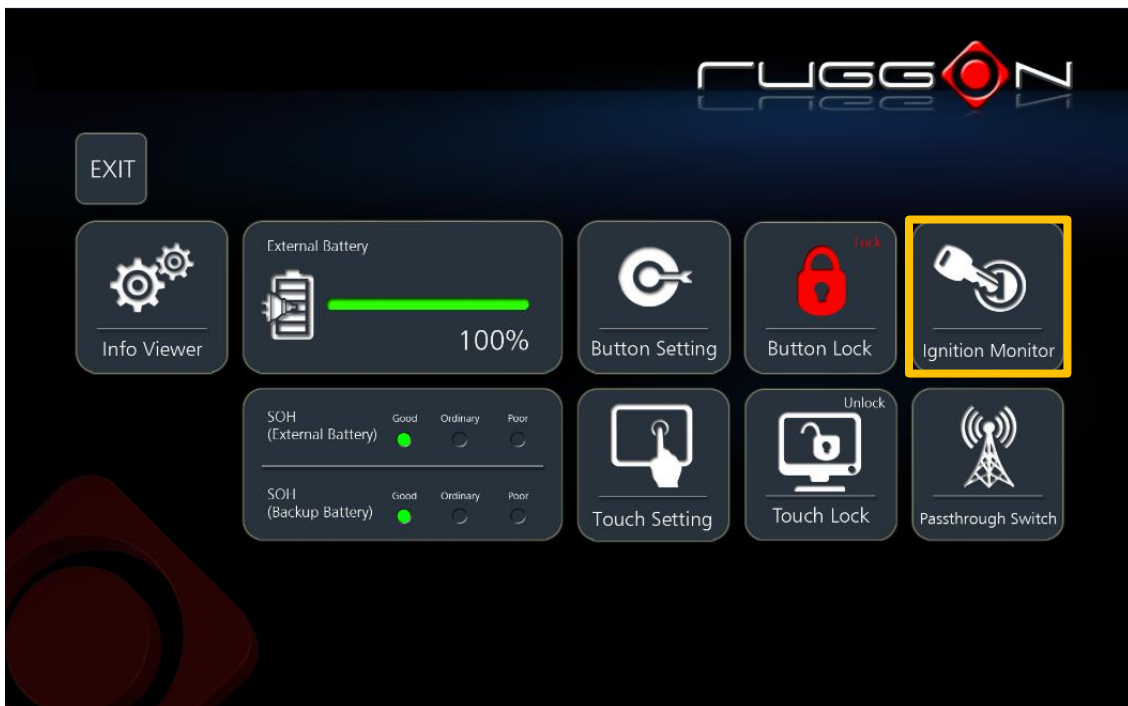 RUGGON
EXIT
Info Viewer
External Battery
100%
Button Setting
Lock
Button Lock
Ignition Monitor
SOH
(External Battery)
Good Ordinary Poor
SOH
(Backup Battery)
Good Ordinary Poor
Touch Setting
Unlock
Touch Lock
Passthrough Switch